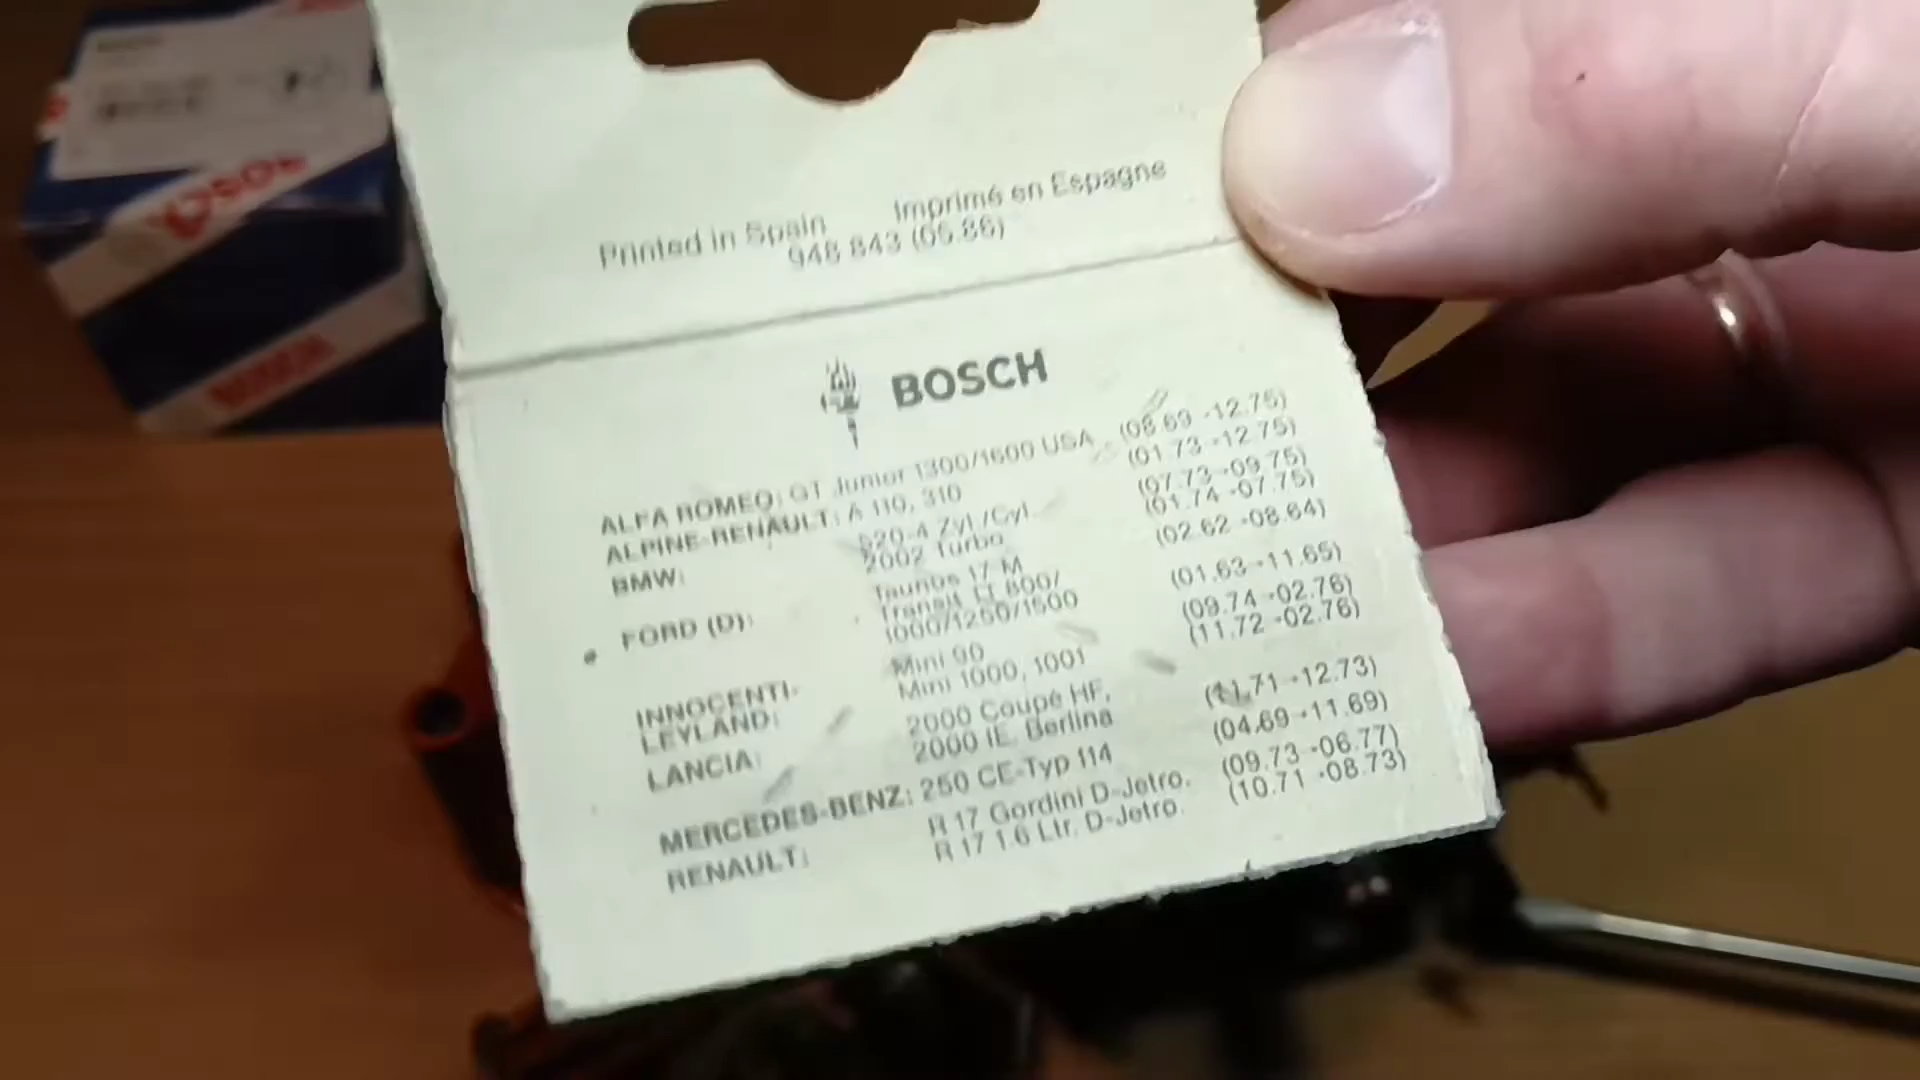 BOSCH
Printed in Spain Imprimé en Espagne
948 843 (06.86)
BOSCH
ALFA ROMEO: GT Junior 1300/1600 USA (08.69 -12.75)
ALPINE-RENAULT: A 110, 310 (01.73 -12.75)
BMW: 520-4 Zyl./Cyl. (07.73 -09.75)
2002 Turbo (01.74 -07.75)
FORD (D): Taunus 17 M (02.62 -08.64)
Transit LT 800/
1000/1250/1500 (01.63 -11.65)
INNOCENTI- Mini 90 (09.74 -02.76)
LEYLAND: Mini 1000, 1001 (11.72 -02.76)
LANCIA: 2000 Coupé HF,
2000 IE. Berlina (11.71 -12.73)
MERCEDES-BENZ: 250 CE-Typ 114 (04.69 -11.69)
RENAULT: R 17 Gordini D-Jetro. (09.73 -06.77)
R 17 1.6 Ltr. D-Jetro. (10.71 -08.73)